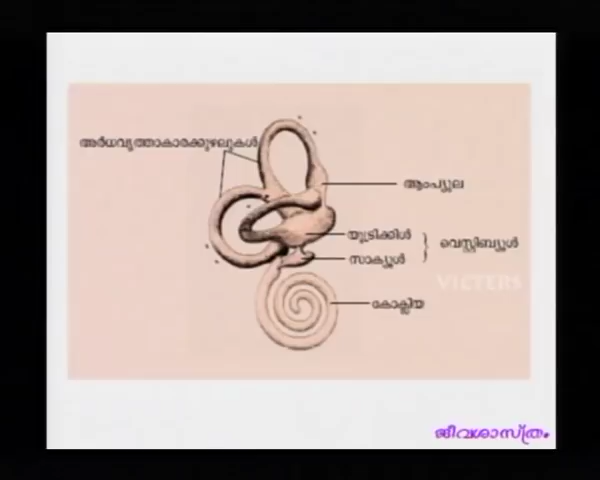 അർധവൃത്താകാരക്കുഴലുകൾ
ആംപ്യുല
യൂട്രിക്കിൾ
വെസ്റ്റിബ്യൂൾ
സാക്യൂൾ
VICTERS
കോക്ലിയ
ജീവശാസ്ത്രം